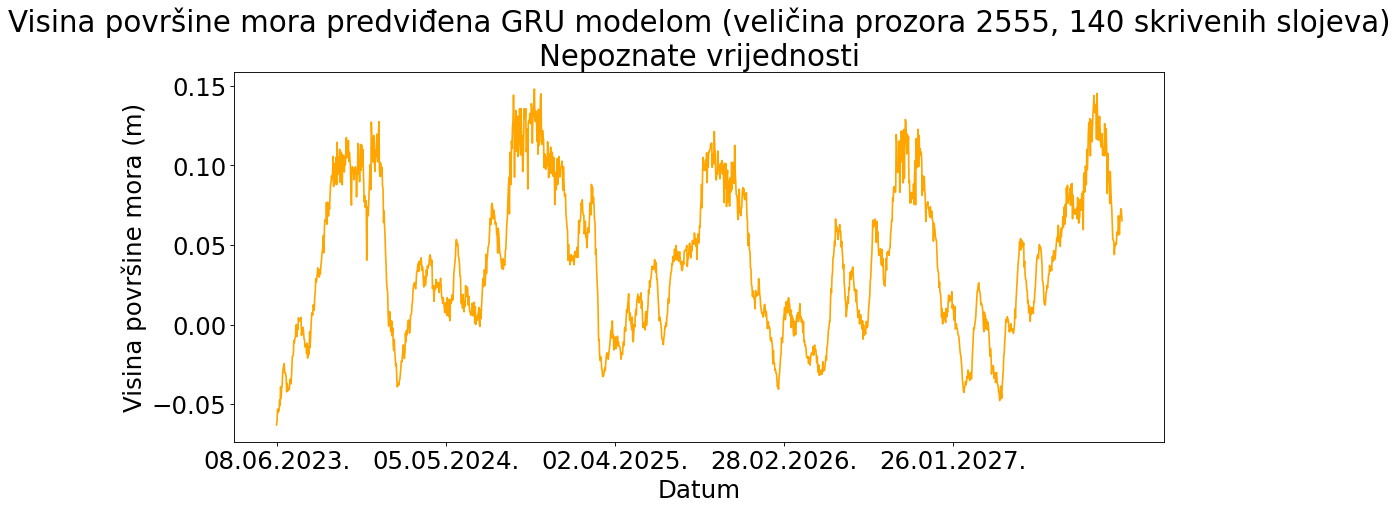 Visina površine mora predviđena GRU modelom (veličina prozora 2555, 140 skrivenih slojeva)
Nepoznate vrijednosti
Visina površine mora (m)
0.15
0.10
0.05
0.00
−0.05
08.06.2023. 05.05.2024. 02.04.2025. 28.02.2026. 26.01.2027.
Datum